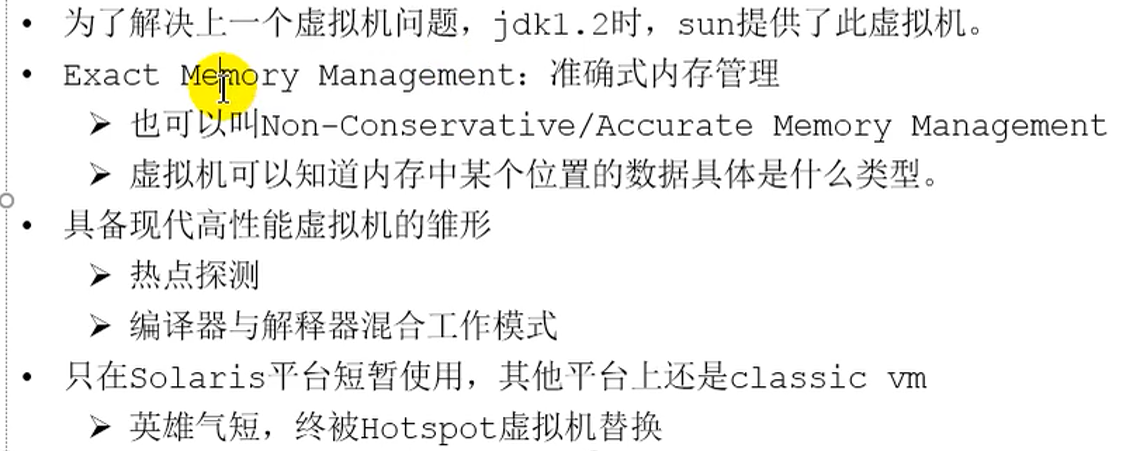 • 为了解决上一个虚拟机问题，jdk1.2时，sun提供了此虚拟机。
• Exact Memory Management：准确式内存管理
➢ 也可以叫Non-Conservative/Accurate Memory Management
➢ 虚拟机可以知道内存中某个位置的数据具体是什么类型。
• 具备现代高性能虚拟机的雏形
➢ 热点探测
➢ 编译器与解释器混合工作模式
• 只在Solaris平台短暂使用，其他平台上还是classic vm
➢ 英雄气短，终被Hotspot虚拟机替换